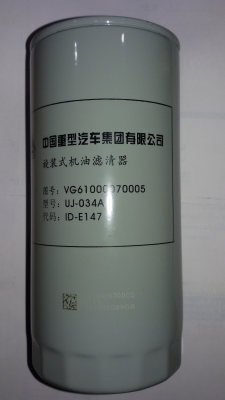 中国重型汽车集团有限公司
旋装式机油滤清器
图号: VG61000070005
型号: UJ-034A
代码: ID-E147